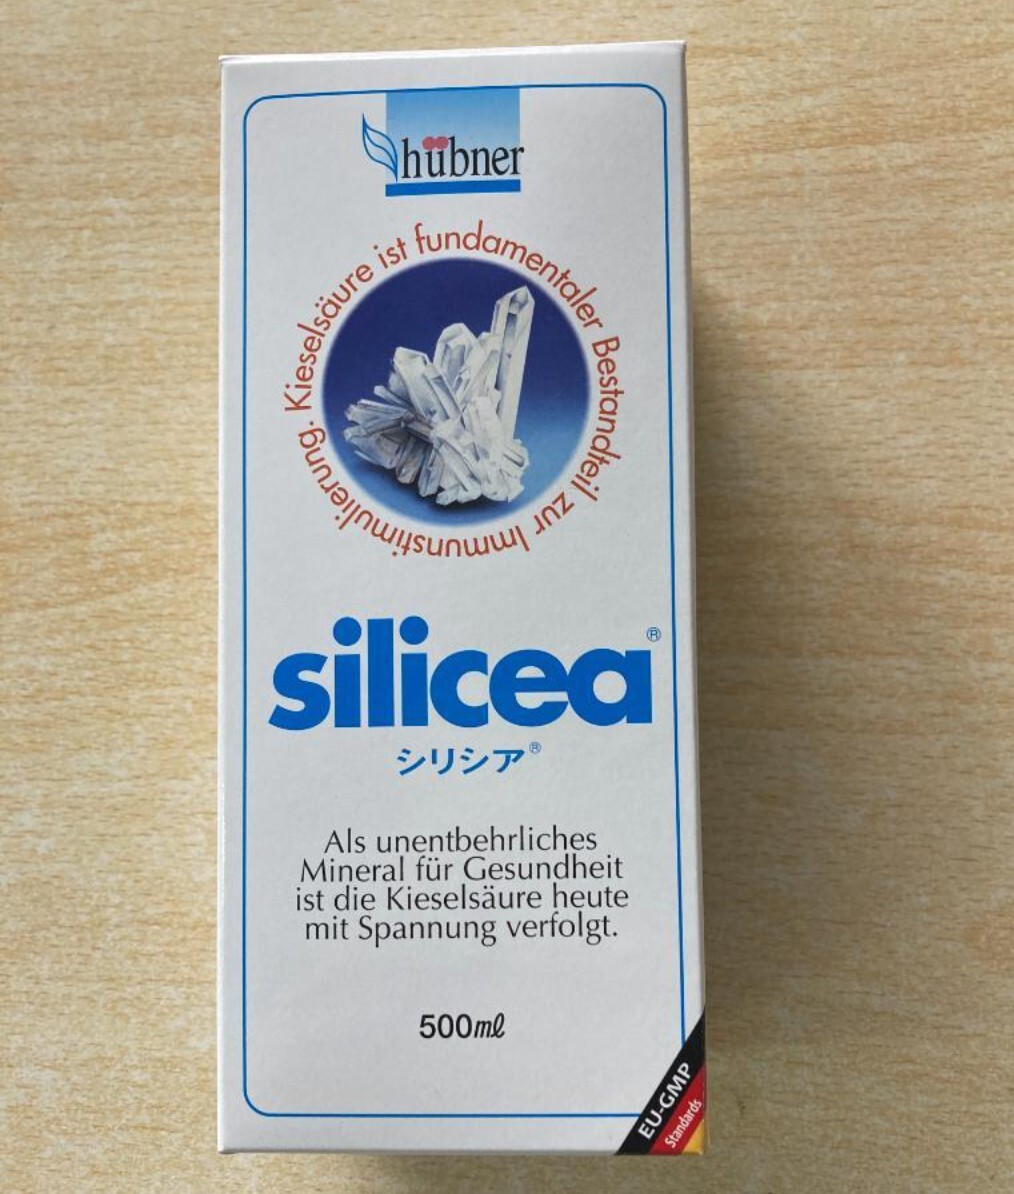 hübner
Kieselsäure ist fundamentaler Bestandteil zur Immunstimulierung.
silicea®
シリシア®
Als unentbehrliches
Mineral für Gesundheit
ist die Kieselsäure heute
mit Spannung verfolgt.
500ml
EU-GMP
Standards